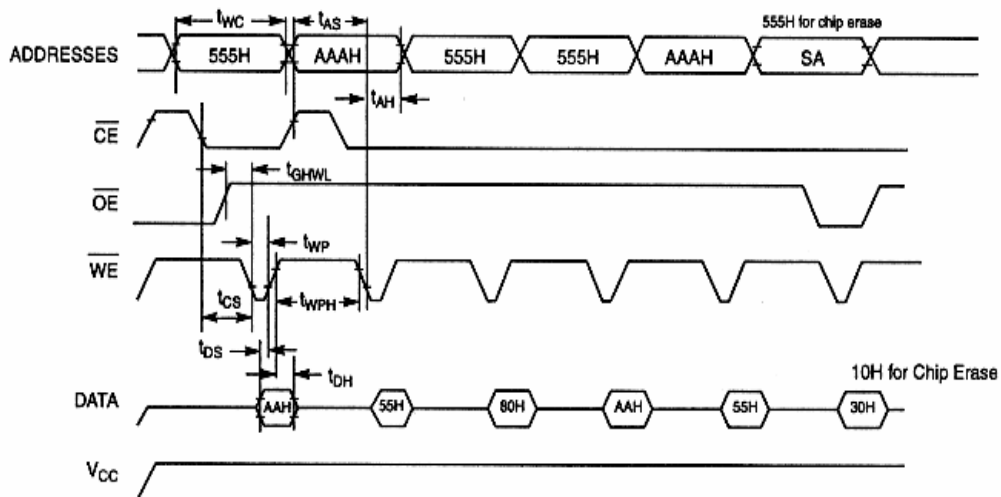 tWC
tAS
555H for chip erase
ADDRESSES
555H
AAAH
555H
555H
AAAH
SA
tAH
CE
tGHWL
OE
tWP
WE
tCS
tWPH
tDS
tDH
10H for Chip Erase
DATA
AAH
55H
80H
AAH
55H
30H
VCC